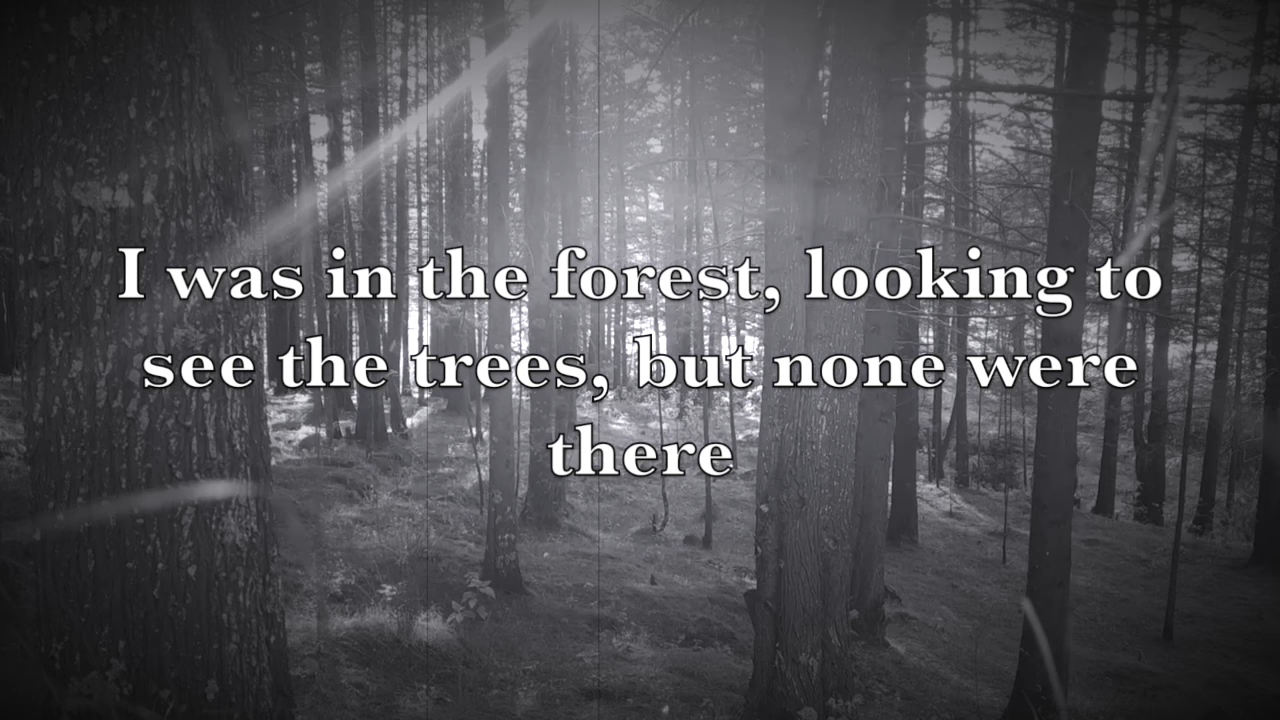 I was in the forest, looking to
see the trees, but none were
there